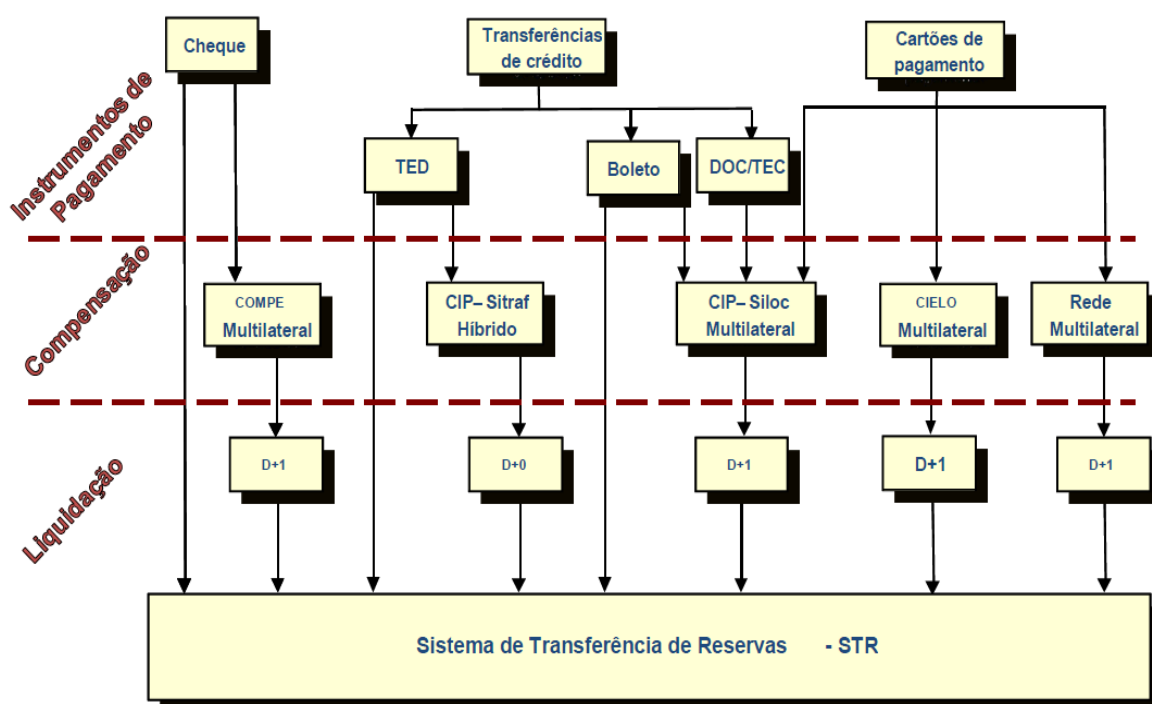 Cheque
Transferências
de crédito
Cartões de
pagamento
Instrumentos de
Pagamento
TED
Boleto
DOC/TEC
Compensação
COMPE
Multilateral
CIP– Sitraf
Híbrido
CIP– Siloc
Multilateral
CIELO
Multilateral
Rede
Multilateral
Liquidação
D+1
D+0
D+1
D+1
D+1
Sistema de Transferência de Reservas - STR